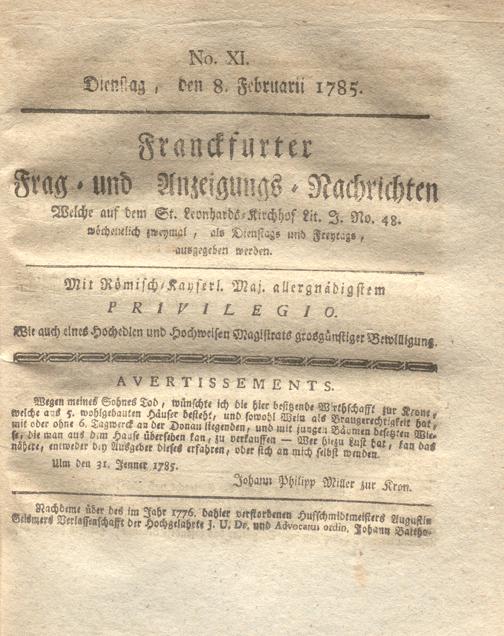 No. XI.
Dienstag, den 8. Februarii 1785.
Franckfurter
Frag- und Anzeigungs-Nachrichten
Welche auf dem St. Leonhards-Kirchhof Lit. J. No. 48.
wöchentlich zweymal, als Dienstags und Freytags,
ausgegeben werden.
Mit Römisch-Kayserl. Maj. allergnädigstem
PRIVILEGIO.
Wie auch eines Hochedlen und Hochweisen Magistrats grosgünstiger Bewilligung.
AVERTISSEMENTS.
Wegen meines Sohnes Tod, wünschte ich die hier besitzende Wirthschafft zur Krone,
welche aus 5. wohlgebauten Häuser besteht, und sowohl Wein als Braugerechtigkeit hat,
mit oder ohne 6. Tagwerck an der Donau liegenden, und mit jungen Bäumen besetzten Wie-
se, die man aus dem Hause übersehen kan, zu verkauffen — Wer hiezu Lust hat, kan das
nähere, entweder bey Ausgeber dieses erfahren, oder sich an mich selbst wenden.
Ulm den 31. Jenner 1785.
Johann Philipp Miller zur Kron.
Nachdeme über des im Jahr 1776. dahier verstorbenen Hufschmidtmeisters Augustin
Geismers Verlassenschafft der Hochgelahrte J. U. Dr. und Advocatus ordin. Johann Bartho-